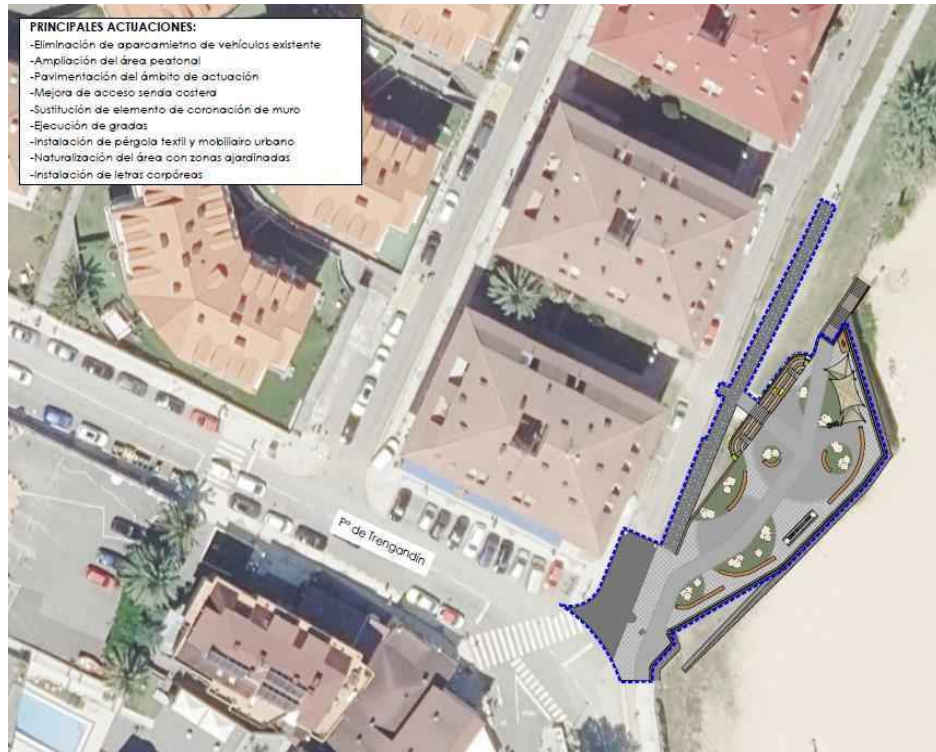 PRINCIPALES ACTUACIONES:
-Eliminación de aparcamietno de vehículos existente
-Ampliación del área peatonal
-Pavimentación del ámbito de actuación
-Mejora de acceso senda costera
-Sustitución de elemento de coronación de muro
-Ejecución de gradas
-Instalación de pérgola textil y mobiliairo urbano
-Naturalización del área con zonas ajardinadas
-Instalación de letras corpóreas
Pº de Trengandín